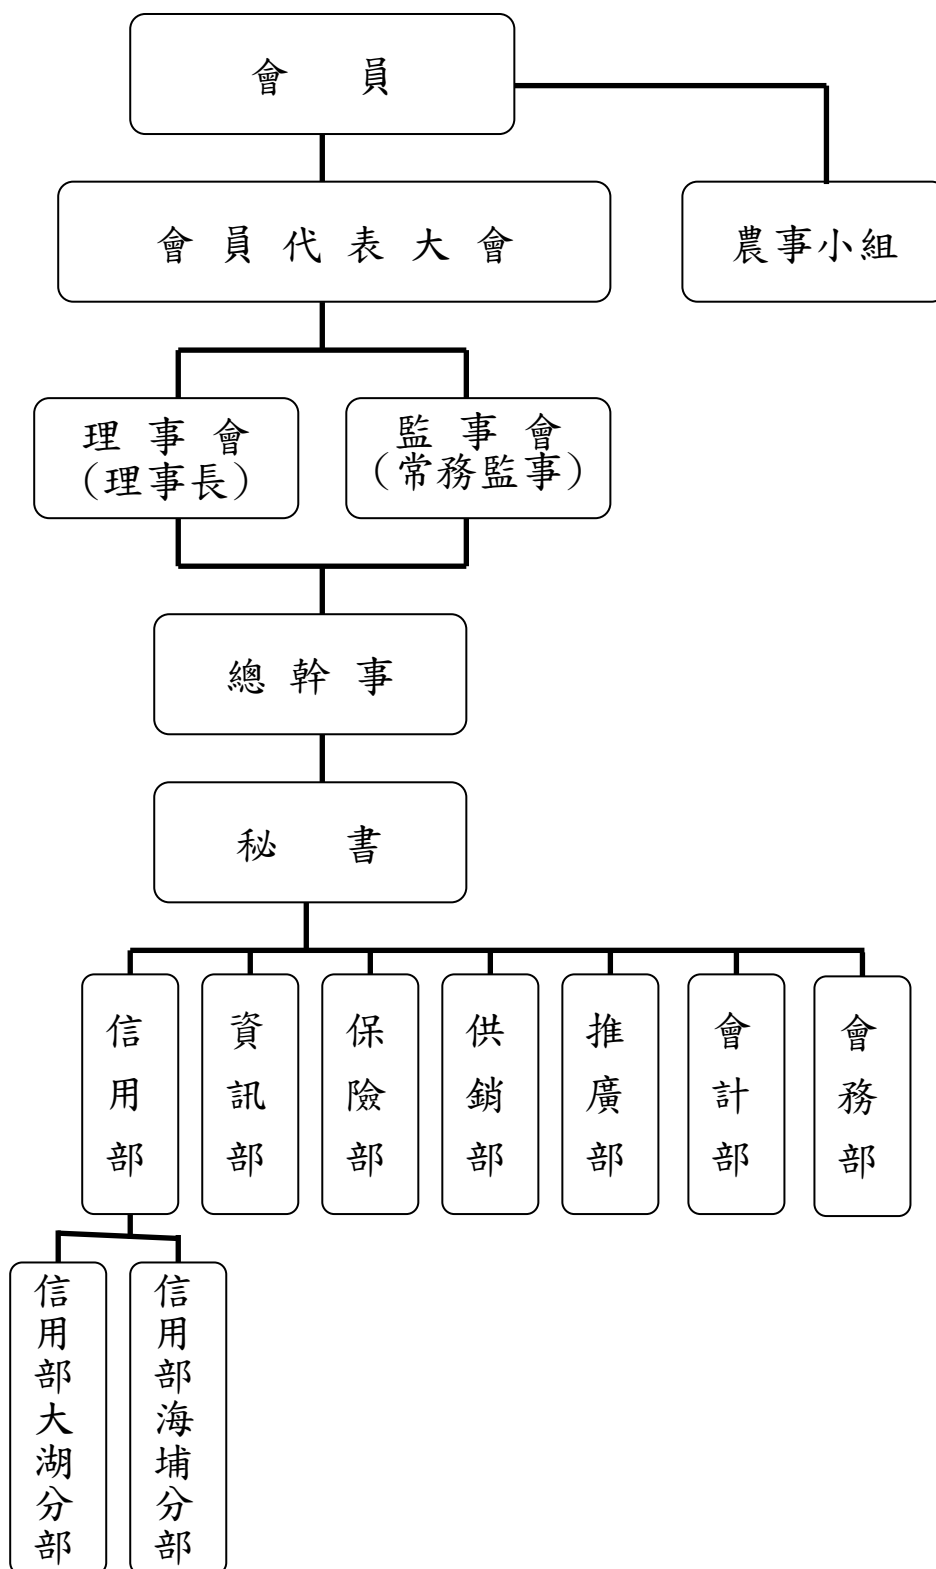 會員
會員代表大會
農事小組
理事會
(理事長)
監事會
(常務監事)
總幹事
秘書
信用部
資訊部
保險部
供銷部
推廣部
會計部
會務部
信用部大湖分部
信用部海埔分部